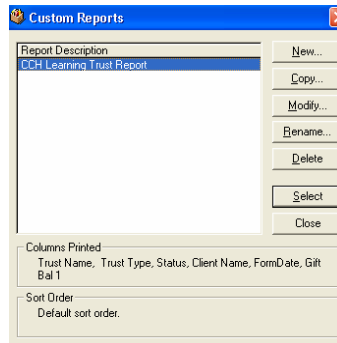 Custom Reports
Report Description
CCH Learning Trust Report
New...
Copy...
Modify...
Rename...
Delete
Select
Close
Columns Printed
Trust Name, Trust Type, Status, Client Name, FormDate, Gift
Bal 1
Sort Order
Default sort order.